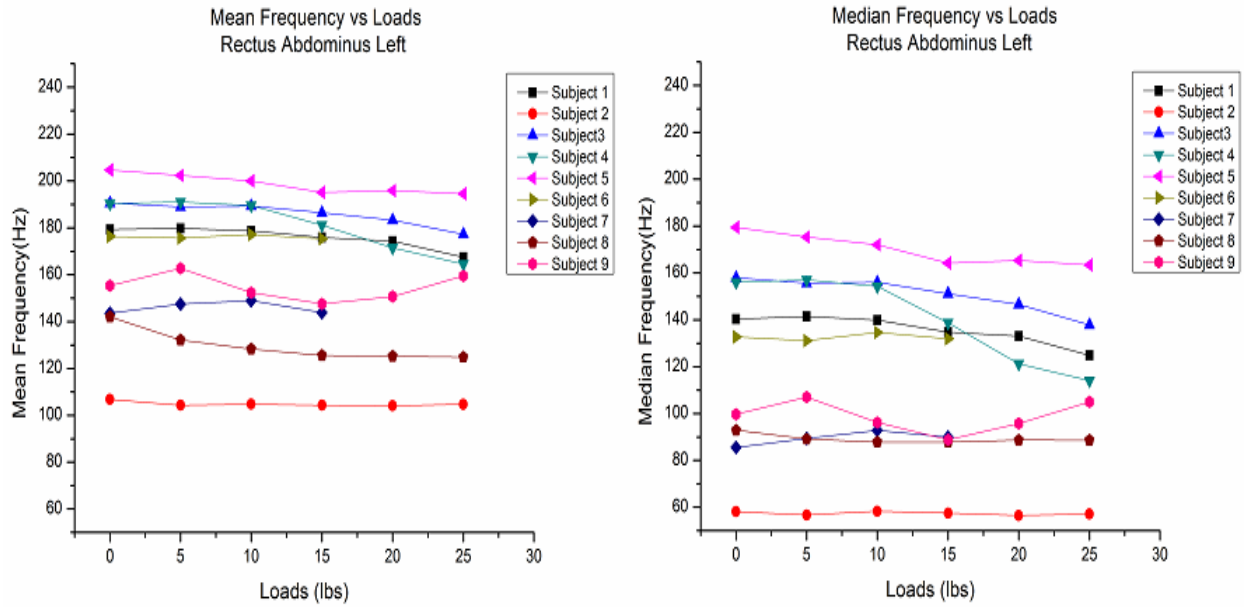 Mean Frequency vs Loads
Rectus Abdominus Left
Mean Frequency(Hz)
240
220
200
180
160
140
120
100
80
60
0 5 10 15 20 25 30
Loads (lbs)
Subject 1
Subject 2
Subject3
Subject 4
Subject 5
Subject 6
Subject 7
Subject 8
Subject 9
Median Frequency vs Loads
Rectus Abdominus Left
Median Frequency(Hz)
240
220
200
180
160
140
120
100
80
60
0 5 10 15 20 25 30
Loads (lbs)
Subject 1
Subject 2
Subject3
Subject 4
Subject 5
Subject 6
Subject 7
Subject 8
Subject 9